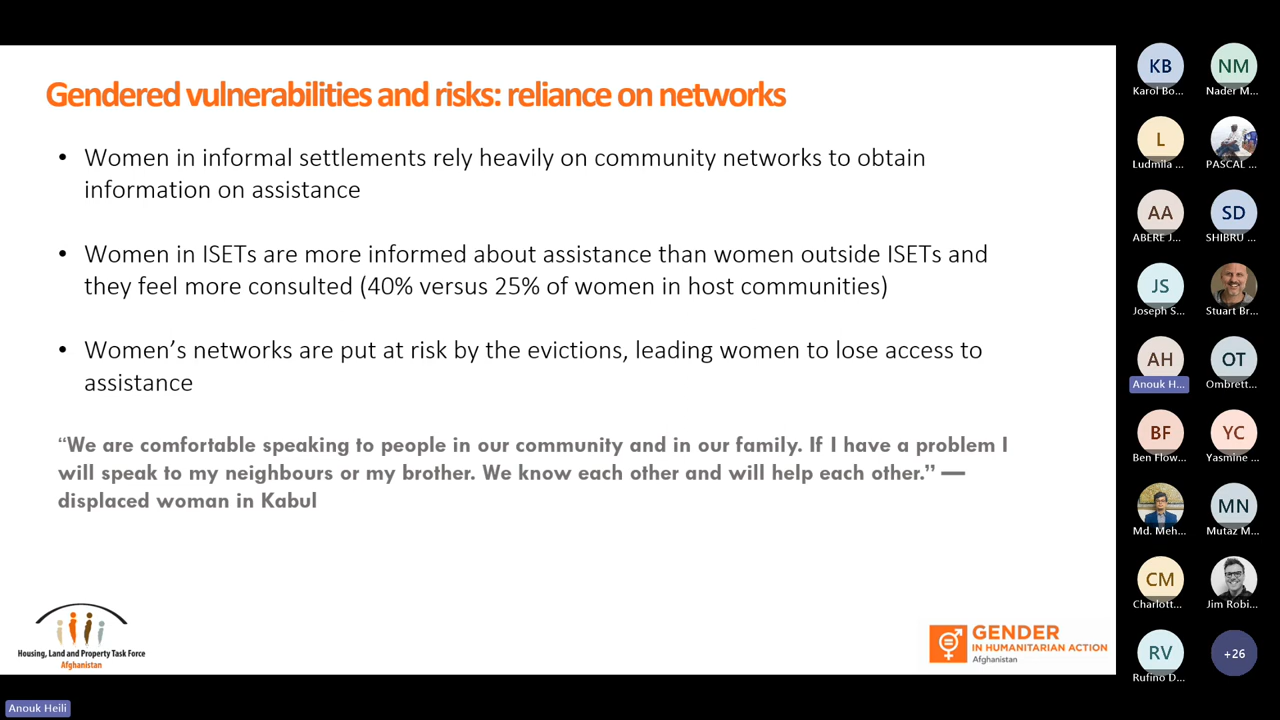 Gendered vulnerabilities and risks: reliance on networks
• Women in informal settlements rely heavily on community networks to obtain
information on assistance
• Women in ISETs are more informed about assistance than women outside ISETs and
they feel more consulted (40% versus 25% of women in host communities)
• Women’s networks are put at risk by the evictions, leading women to lose access to
assistance
“We are comfortable speaking to people in our community and in our family. If I have a problem I
will speak to my neighbours or my brother. We know each other and will help each other.” —
displaced woman in Kabul
Housing, Land and Property Task Force
Afghanistan
GENDER
IN HUMANITARIAN ACTION
Afghanistan
KB NM
Karol Bo... Nader M...
L
Ludmila ... PASCAL ...
AA SD
ABERE J... SHIBRU ...
JS
Joseph S... Stuart Br...
AH OT
Anouk H... Ombrett...
BF YC
Ben Flow... Yasmine ...
MN
Md. Meh... Mutaz M...
CM
Charlott... Jim Robi...
RV +26
Rufino D...
Anouk Heili